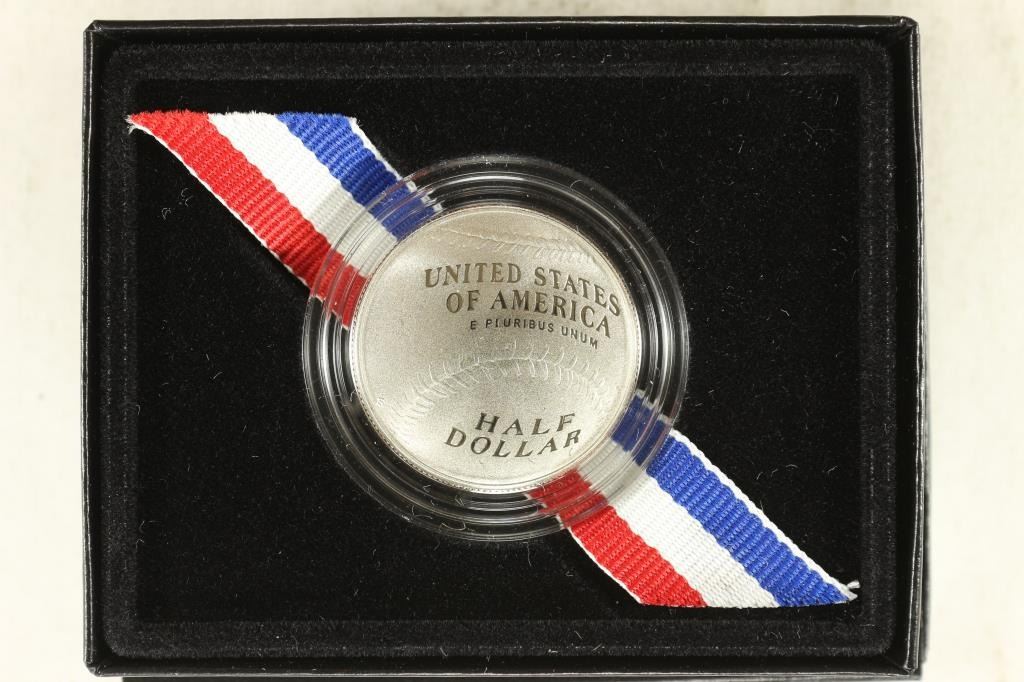 UNITED STATES
OF AMERICA
E PLURIBUS UNUM
HALF
DOLLAR